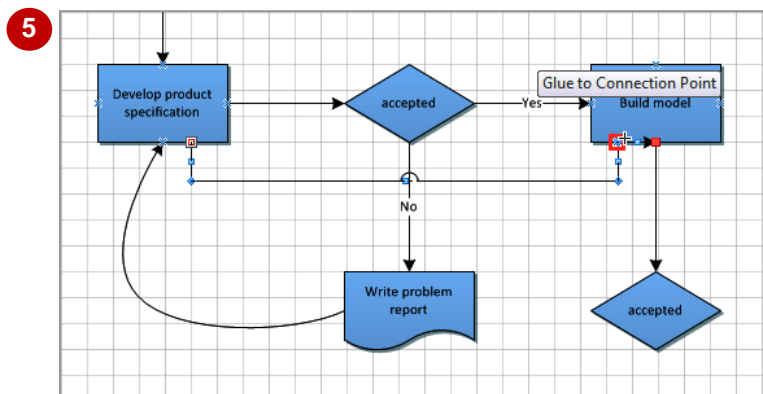 5
Develop product
specification
accepted
Yes
Glue to Connection Point
Build model
No
Write problem
report
accepted